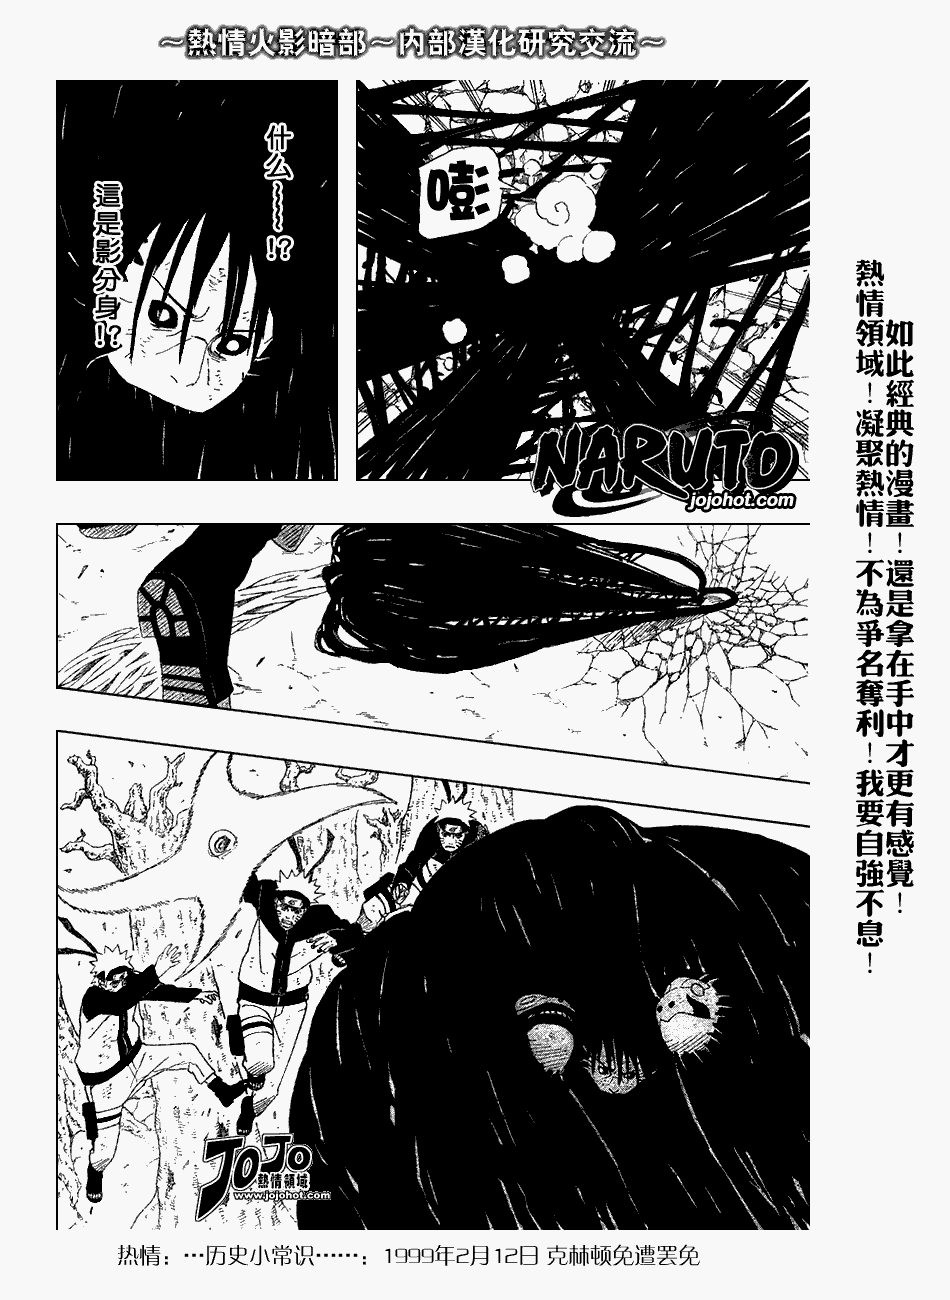 ～熱情火影暗部～内部漢化研究交流～
嘭
什么～～～!?
這是影分身!?
NARUTO
jojohot.com
如此經典的漫畫！還是拿在手中才更有感覺！
熱情領域！凝聚熱情！不為爭名奪利！我要自強不息！
JOJO
熱情領域
www.jojohot.com
热情：…历史小常识……：1999年2月12日 克林顿免遭罢免